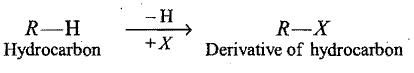 R—H —H +X R—X
Hydrocarbon Derivative of hydrocarbon